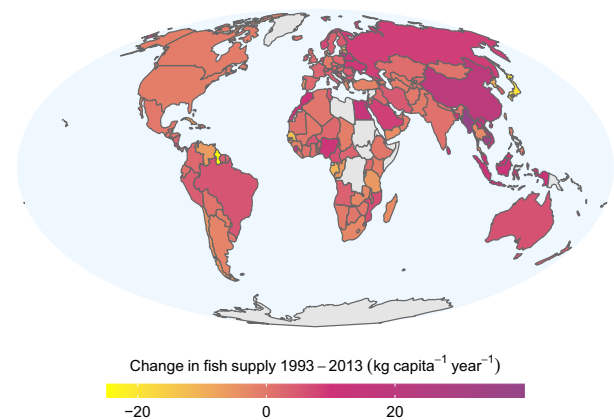 Change in fish supply 1993 – 2013 (kg capita⁻¹ year⁻¹)
−20 0 20